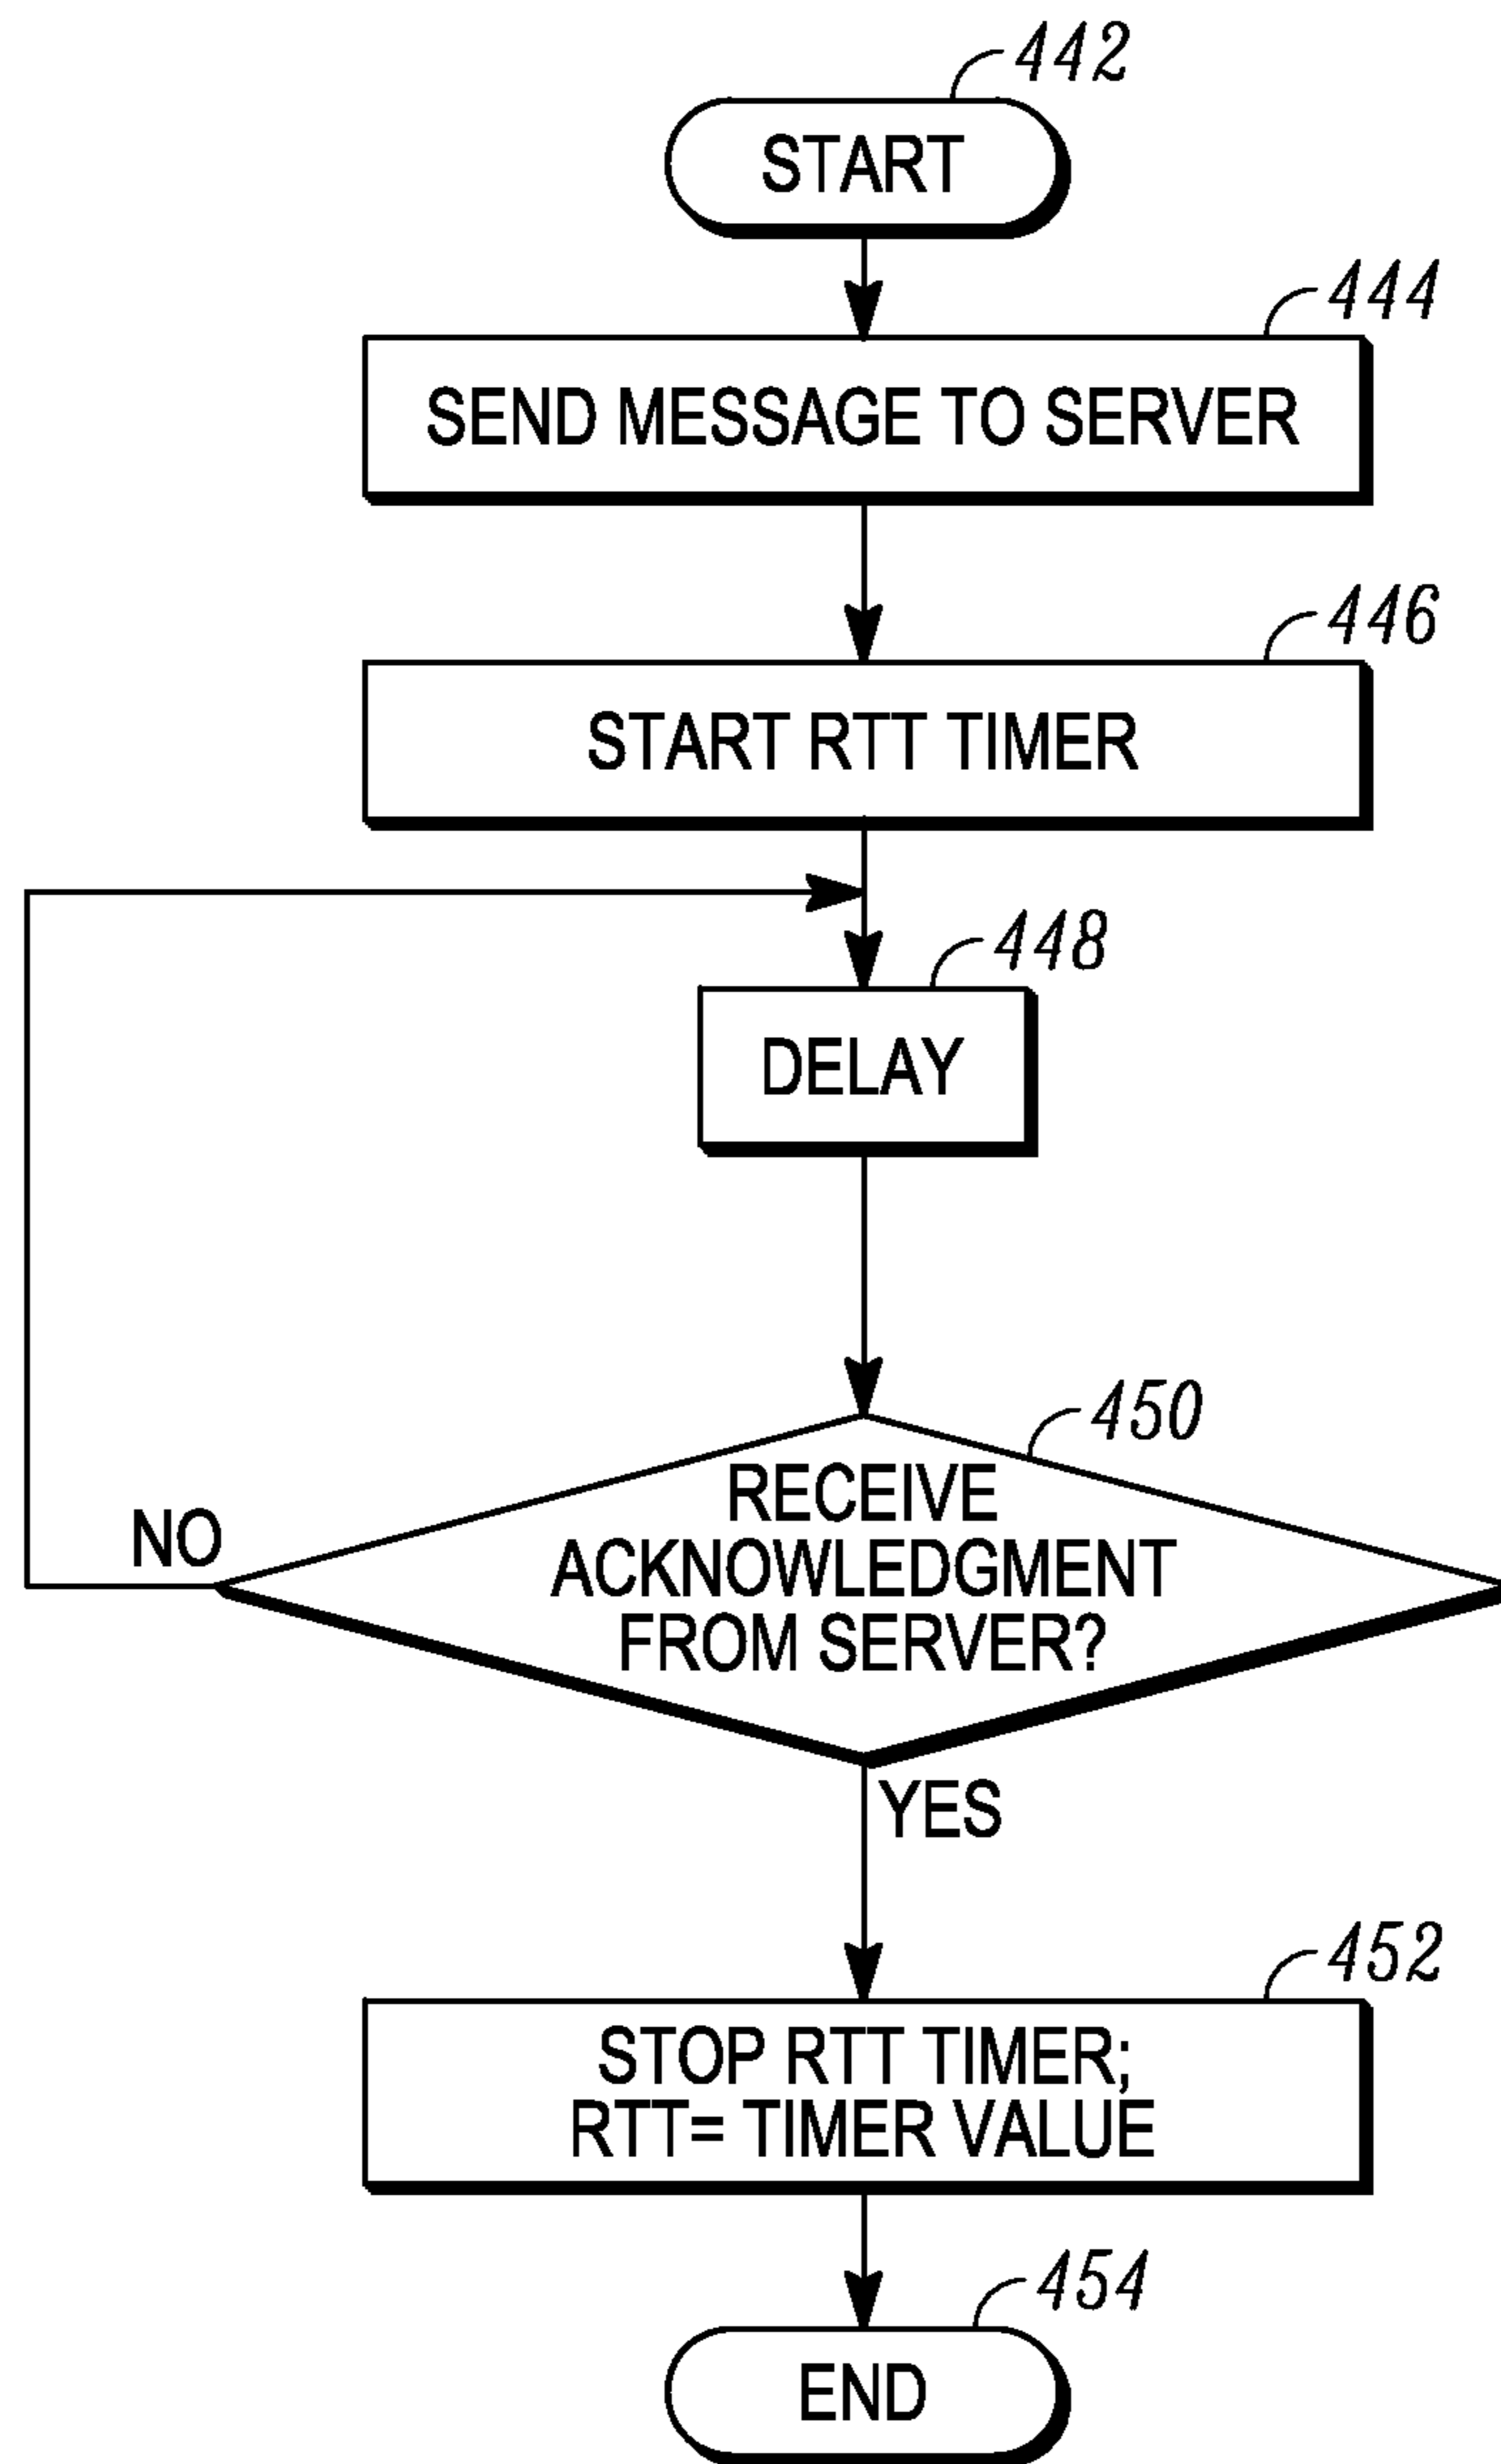 442
START
444
SEND MESSAGE TO SERVER
446
START RTT TIMER
448
DELAY
450
RECEIVE
ACKNOWLEDGMENT
FROM SERVER?
NO
YES
452
STOP RTT TIMER;
RTT= TIMER VALUE
454
END